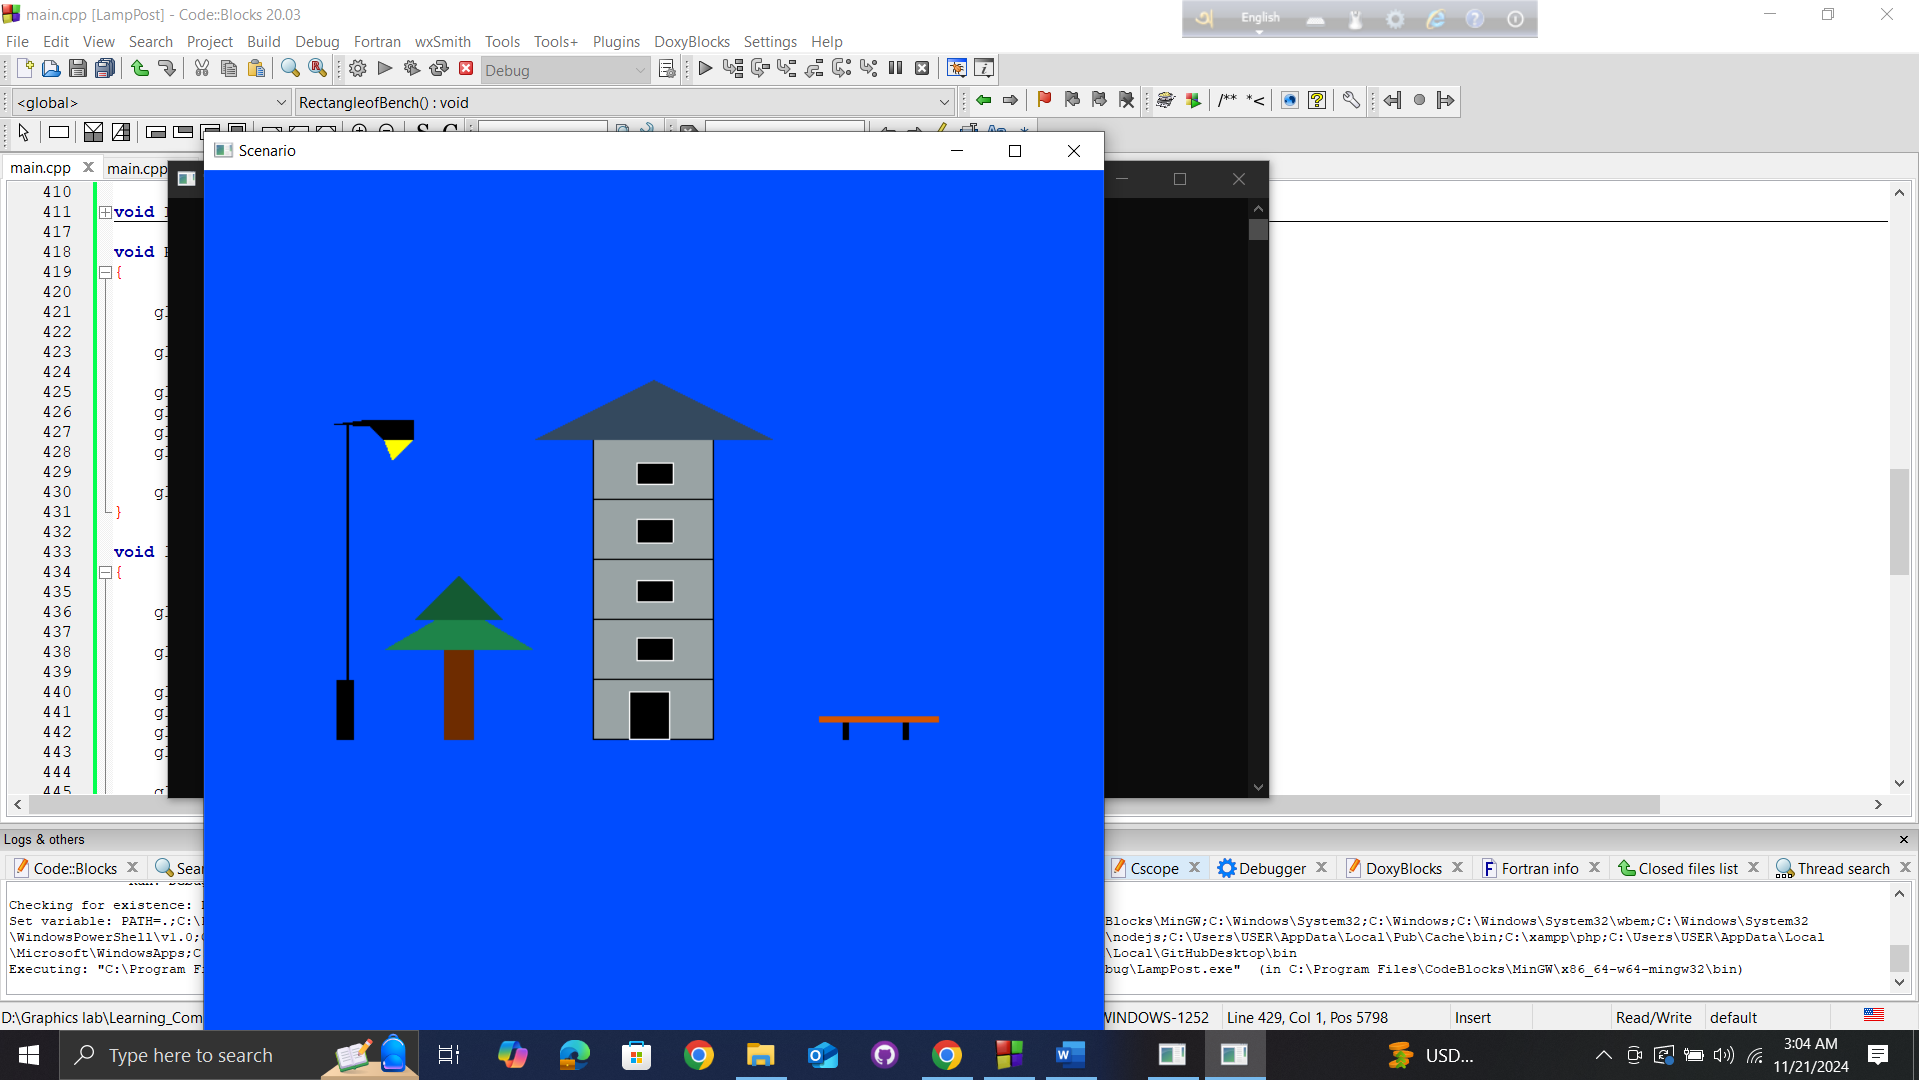 main.cpp [LampPost] - Code::Blocks 20.03
English
File Edit View Search Project Build Debug Fortran wxSmith Tools Tools+ Plugins DoxyBlocks Settings Help
Debug
<global> RectangleofBench() : void
/** *<
S C
main.cpp main.cpp
Scenario
410
411 void
417
418 void
419 {
420
421 gl
422
423 gl
424
425 gl
426 gl
427 gl
428 gl
429
430 gl
431 }
432
433 void
434 {
435
436 gl
437
438 gl
439
440 gl
441 gl
442 gl
443 gl
444
445 gl
Logs & others
Code::Blocks Sear Cscope Debugger DoxyBlocks Fortran info Closed files list Thread search
Checking for existence:
Set variable: PATH=.;C:\ Blocks\MinGW;C:\Windows\System32;C:\Windows;C:\Windows\System32\wbem;C:\Windows\System32
\WindowsPowerShell\v1.0; \nodejs;C:\Users\USER\AppData\Local\Pub\Cache\bin;C:\xampp\php;C:\Users\USER\AppData\Local
\Microsoft\WindowsApps;C \Local\GitHubDesktop\bin
Executing: "C:\Program Fi bug\LampPost.exe" (in C:\Program Files\CodeBlocks\MinGW\x86_64-w64-mingw32\bin)
D:\Graphics lab\Learning_Com WINDOWS-1252 Line 429, Col 1, Pos 5798 Insert Read/Write default
Type here to search USD... 3:04 AM
11/21/2024